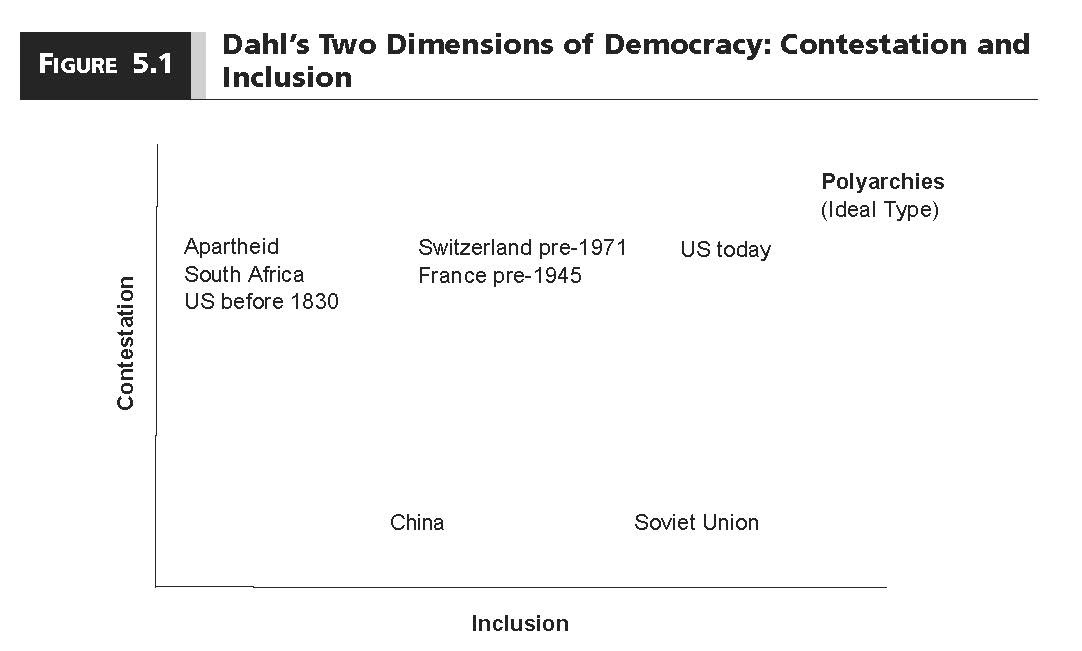 FIGURE 5.1
Dahl's Two Dimensions of Democracy: Contestation and
Inclusion
Polyarchies
(Ideal Type)
Apartheid
South Africa
US before 1830
Switzerland pre-1971
France pre-1945
US today
Contestation
China
Soviet Union
Inclusion